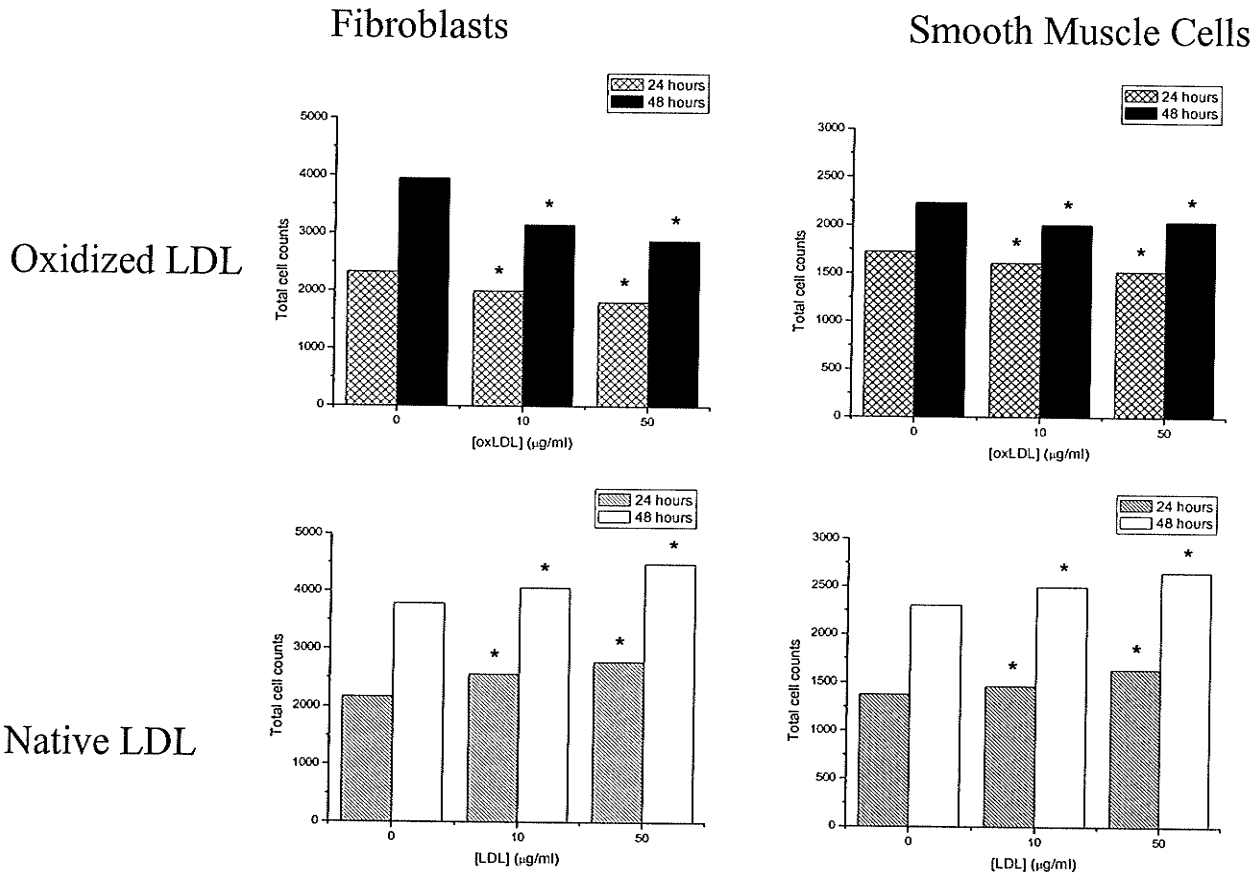 Fibroblasts
Smooth Muscle Cells
Oxidized LDL
24 hours
48 hours
5000
4000
3000
2000
1000
0
Total cell counts
*
*
*
*
0
10
50
[oxLDL] (μg/ml)
24 hours
48 hours
3000
2500
2000
1500
1000
500
0
Total cell counts
*
*
*
*
0
10
50
[oxLDL] (μg/ml)
Native LDL
24 hours
48 hours
5000
4000
3000
2000
1000
0
Total cell counts
*
*
*
*
0
10
50
[LDL] (μg/ml)
24 hours
48 hours
3000
2500
2000
1500
1000
500
0
Total cell counts
*
*
*
*
0
10
50
[LDL] (μg/ml)